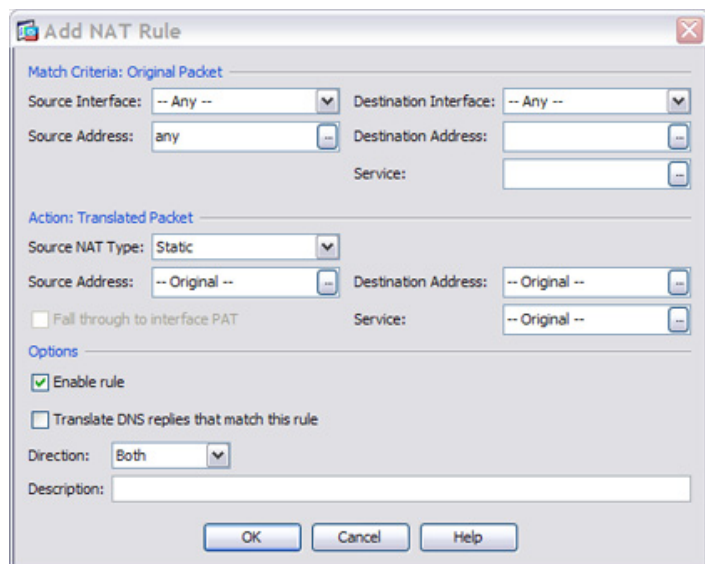 Add NAT Rule
Match Criteria: Original Packet
Source Interface: -- Any -- Destination Interface: -- Any --
Source Address: any ... Destination Address: ...
Service: ...
Action: Translated Packet
Source NAT Type: Static
Source Address: -- Original -- ... Destination Address: -- Original -- ...
Fall through to interface PAT Service: -- Original -- ...
Options
Enable rule
Translate DNS replies that match this rule
Direction: Both
Description:
OK Cancel Help